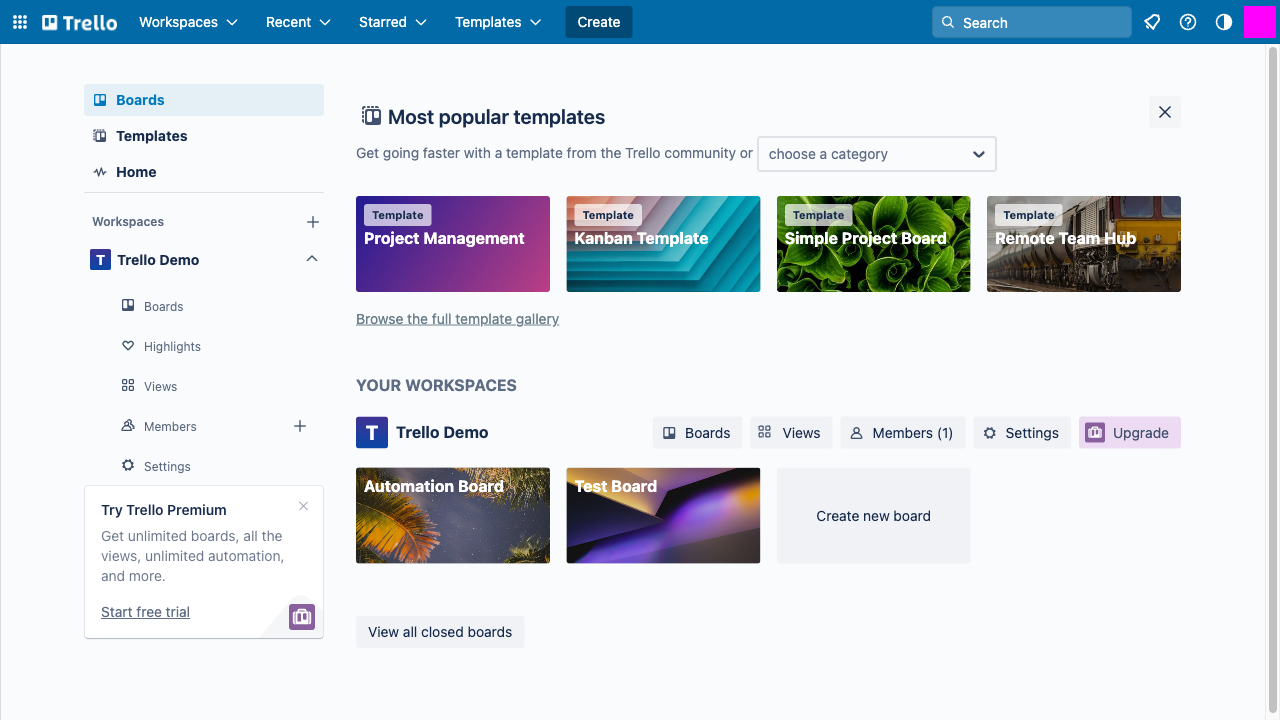 Trello
Workspaces
Recent
Starred
Templates
Create
Search
Boards
Templates
Home
Workspaces
T Trello Demo
Boards
Highlights
Views
Members
Settings
Try Trello Premium
Get unlimited boards, all the
views, unlimited automation,
and more.
Start free trial
Most popular templates
Get going faster with a template from the Trello community or choose a category
Template
Project Management
Template
Kanban Template
Template
Simple Project Board
Template
Remote Team Hub
Browse the full template gallery
YOUR WORKSPACES
T Trello Demo
Boards
Views
Members (1)
Settings
Upgrade
Automation Board
Test Board
Create new board
View all closed boards